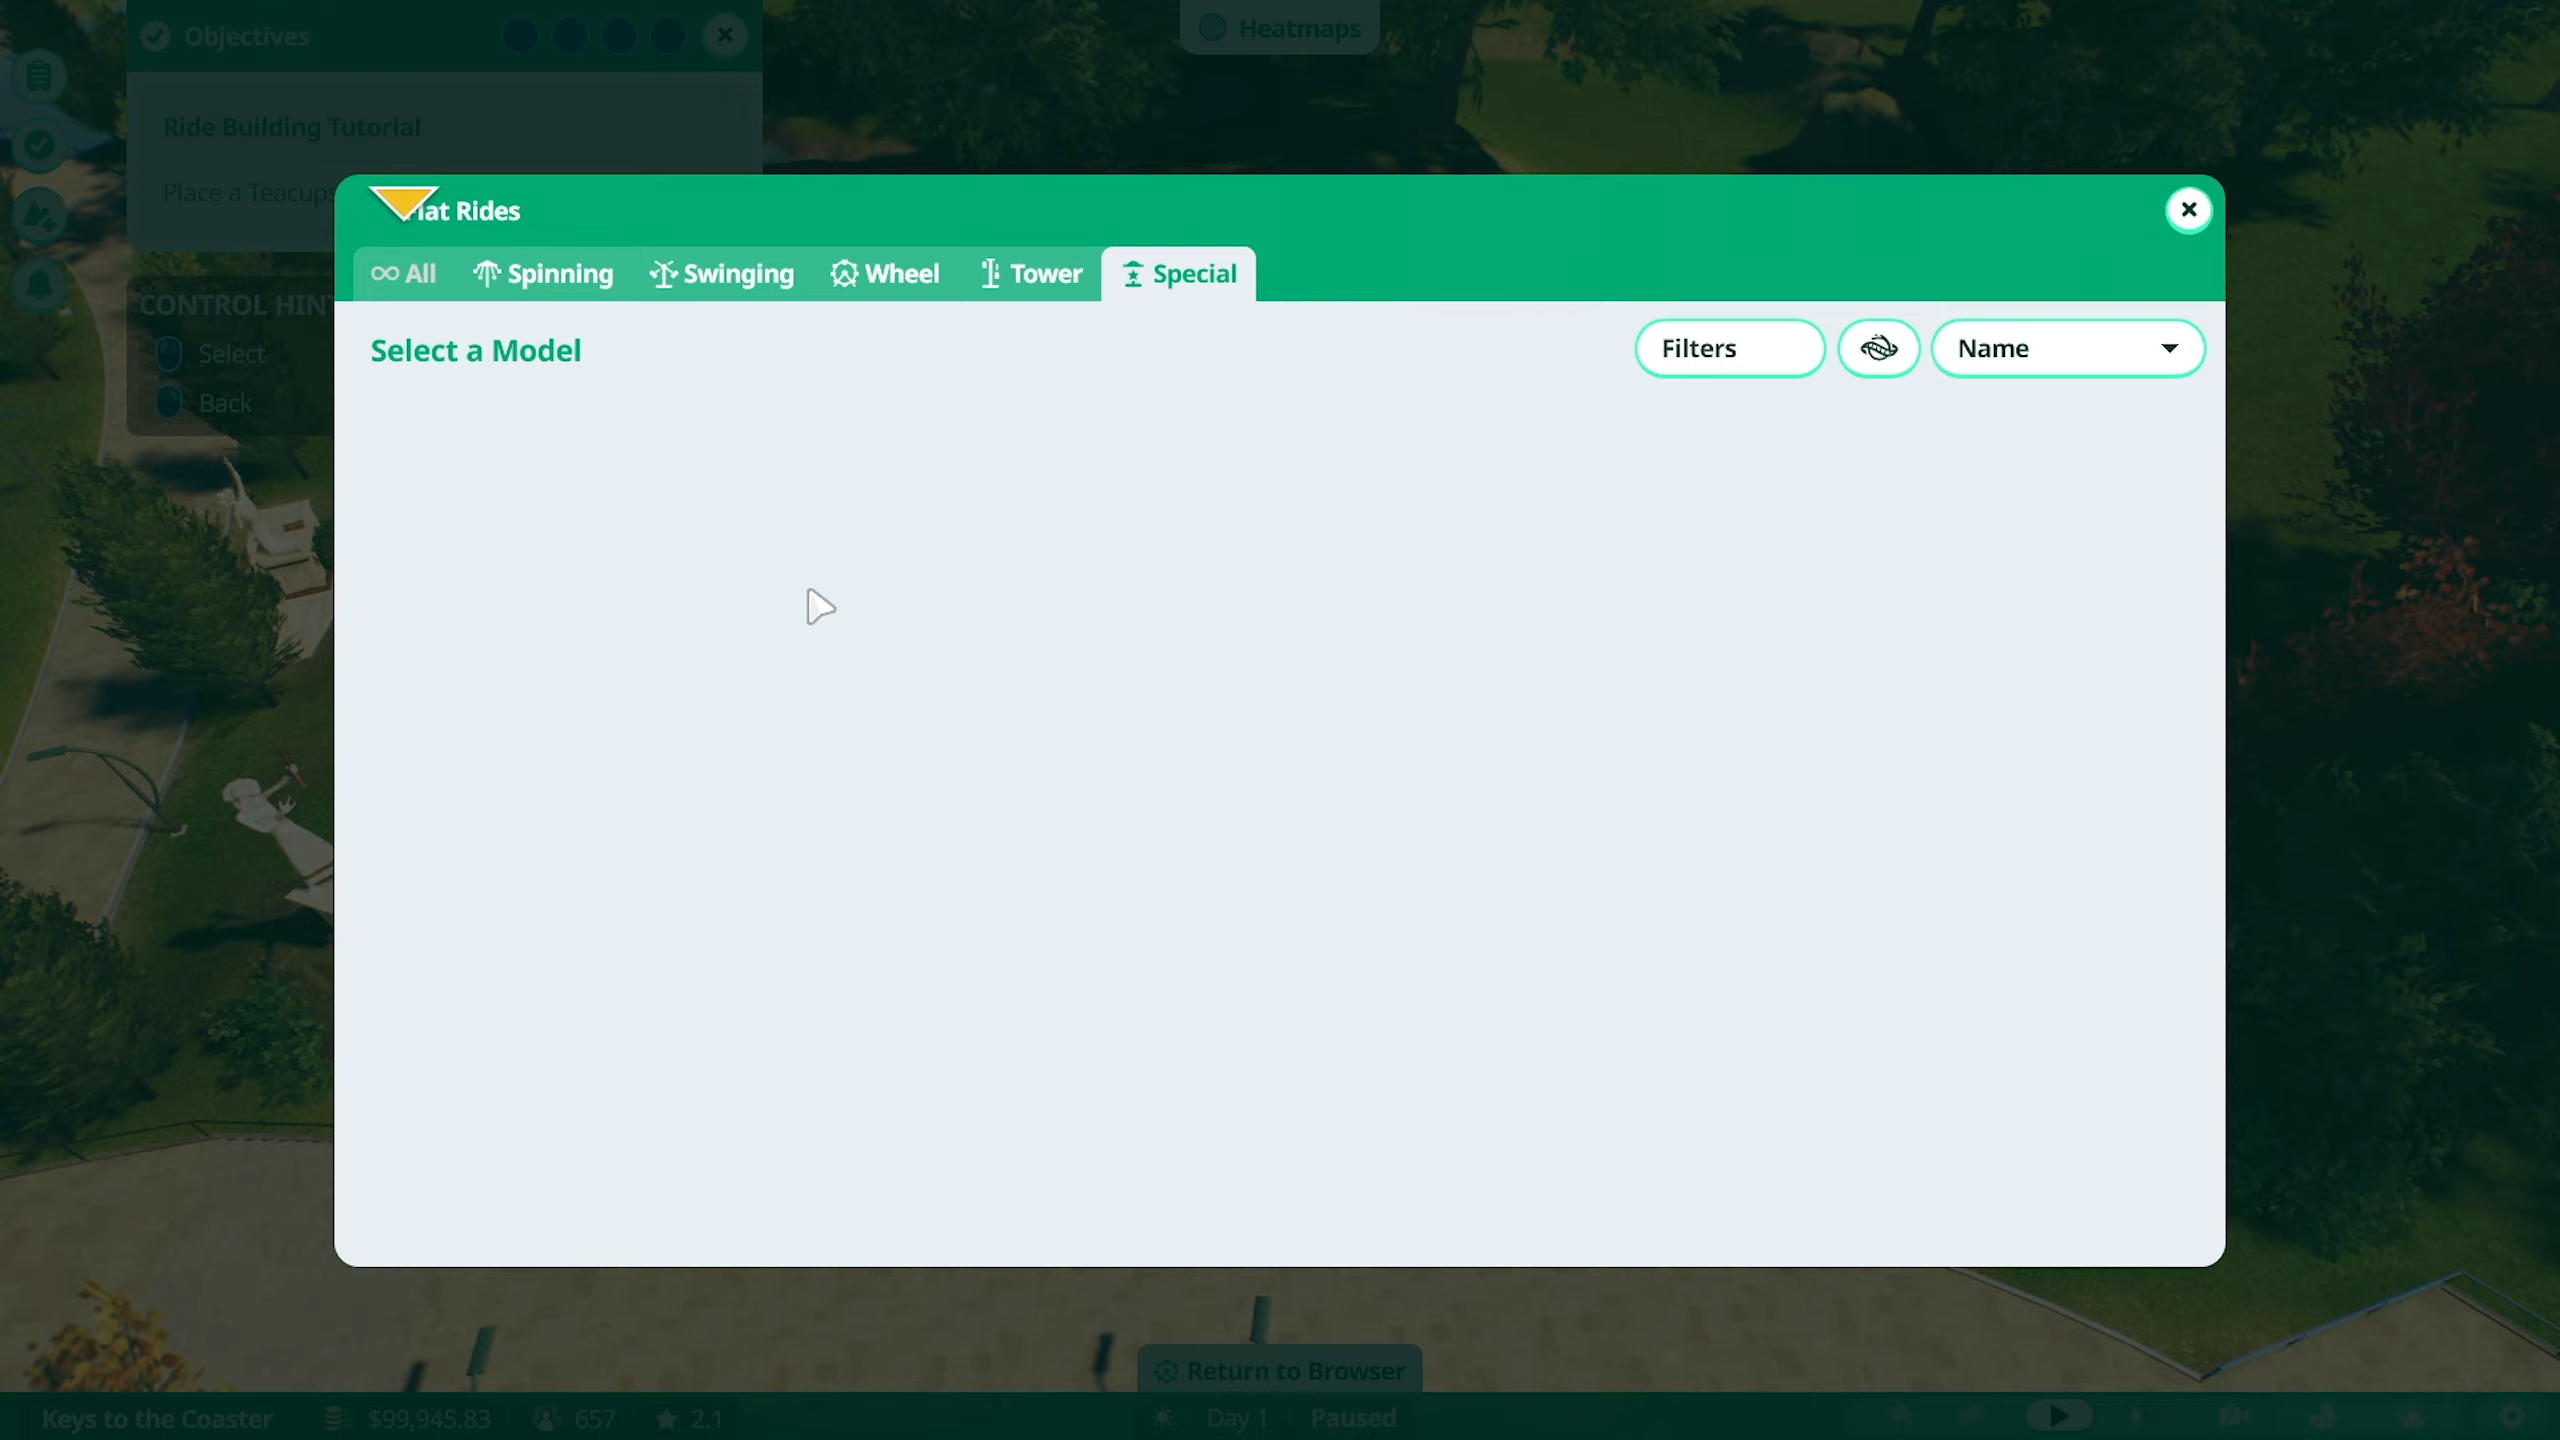 Objectives
Heatmaps
Ride Building Tutorial
Place a Teacups
Flat Rides
All
Spinning
Swinging
Wheel
Tower
Special
CONTROL HIN
Select
Back
Select a Model
Filters
Name
Return to Browser
Keys to the Coaster
$99,945.83
657
2.1
Day 1
Paused